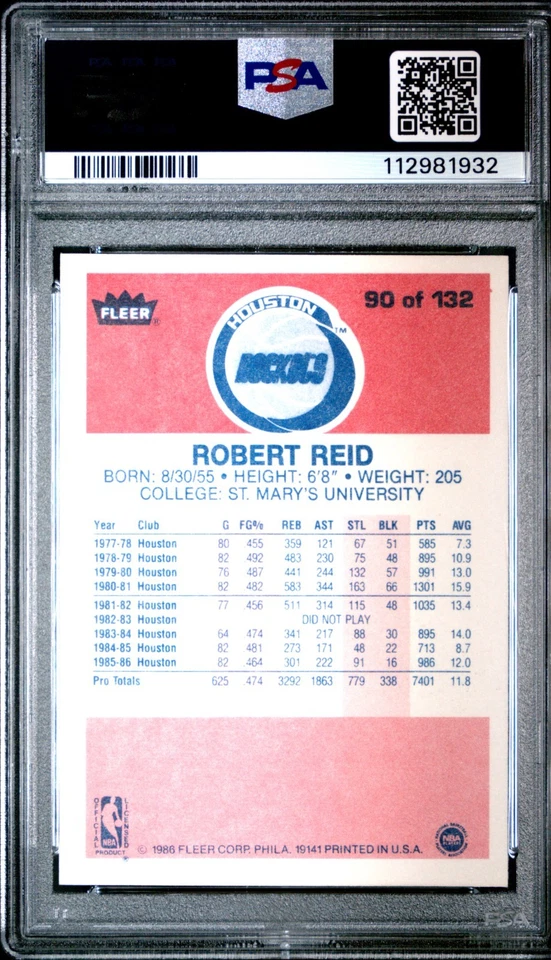 PSA
112981932
FLEER
HOUSTON
ROCKETS
TM
90 of 132
ROBERT REID
BORN: 8/30/55 • HEIGHT: 6'8" • WEIGHT: 205
COLLEGE: ST. MARY'S UNIVERSITY
Year Club G FG% REB AST STL BLK PTS AVG
1977-78 Houston 80 .455 359 121 67 51 585 7.3
1978-79 Houston 82 .492 483 230 75 48 895 10.9
1979-80 Houston 76 .487 441 244 132 57 991 13.0
1980-81 Houston 82 .482 583 344 163 66 1301 15.9
1981-82 Houston 77 .456 511 314 115 48 1035 13.4
1982-83 Houston DID NOT PLAY
1983-84 Houston 64 .474 341 217 88 30 895 14.0
1984-85 Houston 82 .481 273 171 48 22 713 8.7
1985-86 Houston 82 .464 301 222 91 16 986 12.0
Pro Totals 625 .474 3292 1863 779 338 7401 11.8
OFFICIAL LICENSED
NBA
PRODUCT
© 1986 FLEER CORP. PHILA. 19141 PRINTED IN U.S.A.
NBA
PSA